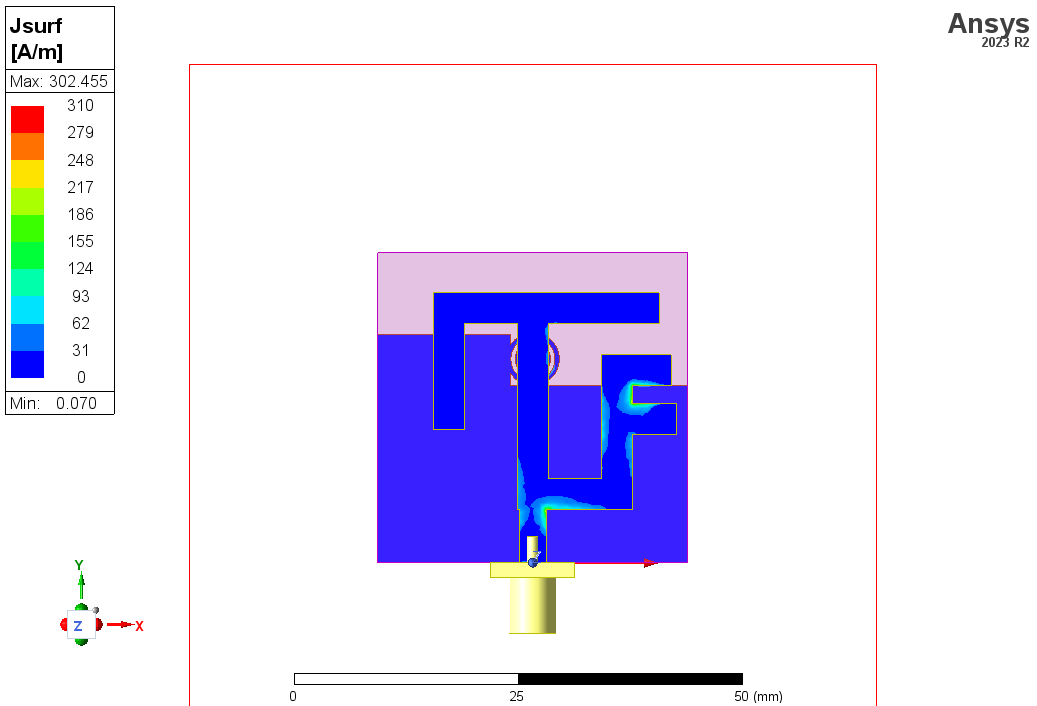 Jsurf
[A/m]
Max: 302.455
310
279
248
217
186
155
124
93
62
31
0
Min: 0.070
Ansys
2023 R2
Y
Z
X
0
25
50 (mm)